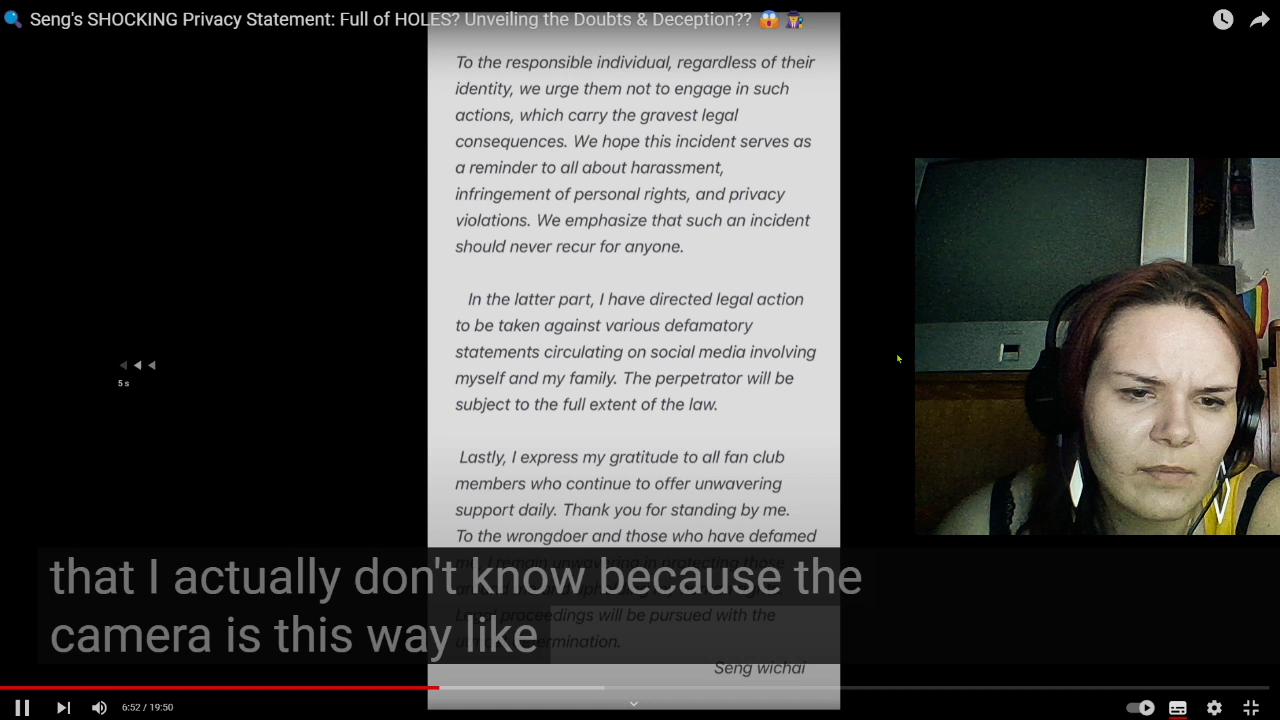 Seng's SHOCKING Privacy Statement: Full of HOLES? Unveiling the Doubts & Deception??
To the responsible individual, regardless of their
identity, we urge them not to engage in such
actions, which carry the gravest legal
consequences. We hope this incident serves as
a reminder to all about harassment,
infringement of personal rights, and privacy
violations. We emphasize that such an incident
should never recur for anyone.
In the latter part, I have directed legal action
to be taken against various defamatory
statements circulating on social media involving
myself and my family. The perpetrator will be
subject to the full extent of the law.
Lastly, I express my gratitude to all fan club
members who continue to offer unwavering
support daily. Thank you for standing by me.
To the wrongdoer and those who have defamed
me, I remain unwavering in protecting those
proceedings will be pursued with the
Seng wichai
5 s
that I actually don't know because the
camera is this way like
6:52 / 19:50